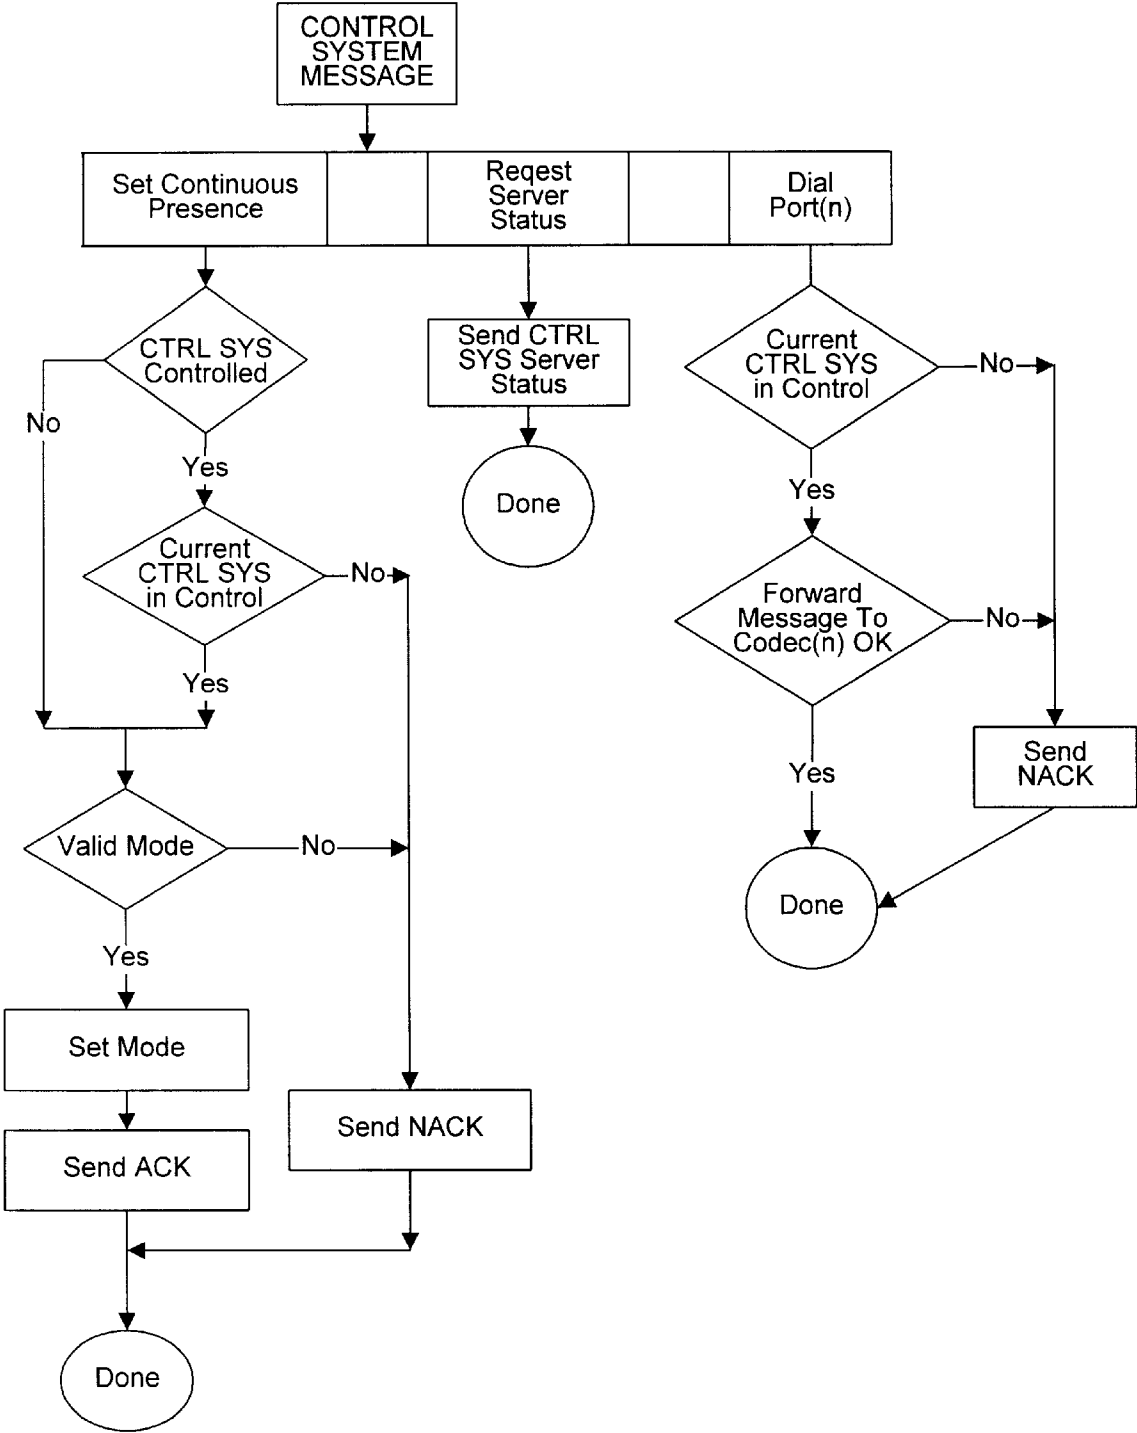 CONTROL
SYSTEM
MESSAGE
Set Continuous
Presence
Reqest
Server
Status
Dial
Port(n)
CTRL SYS
Controlled
No
Yes
Current
CTRL SYS
in Control
No
Yes
Valid Mode
No
Yes
Set Mode
Send ACK
Send NACK
Done
Send CTRL
SYS Server
Status
Done
Current
CTRL SYS
in Control
No
Yes
Forward
Message To
Codec(n) OK
No
Yes
Send
NACK
Done